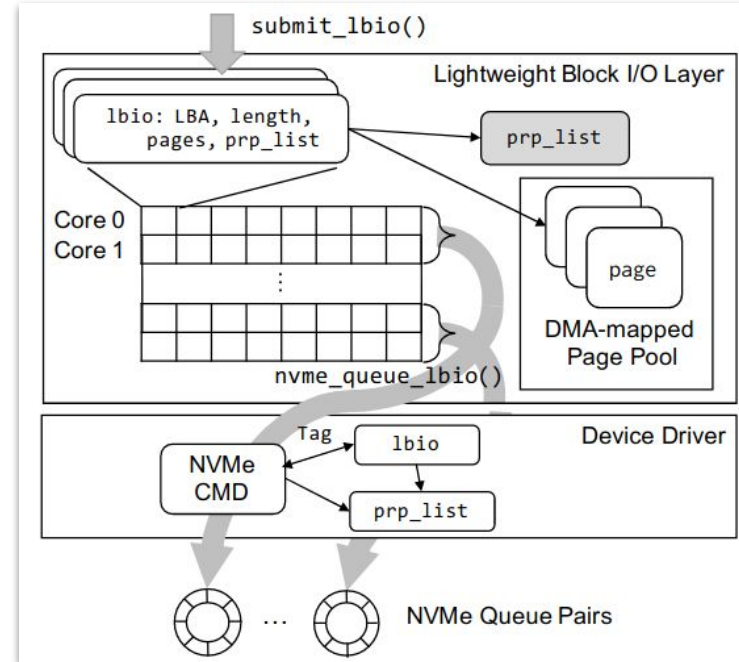 submit_lbio()
Lightweight Block I/O Layer
lbio: LBA, length,
pages, prp_list
prp_list
Core 0
Core 1
⋮
page
DMA-mapped
Page Pool
nvme_queue_lbio()
Device Driver
Tag
lbio
NVMe
CMD
prp_list
...
NVMe Queue Pairs